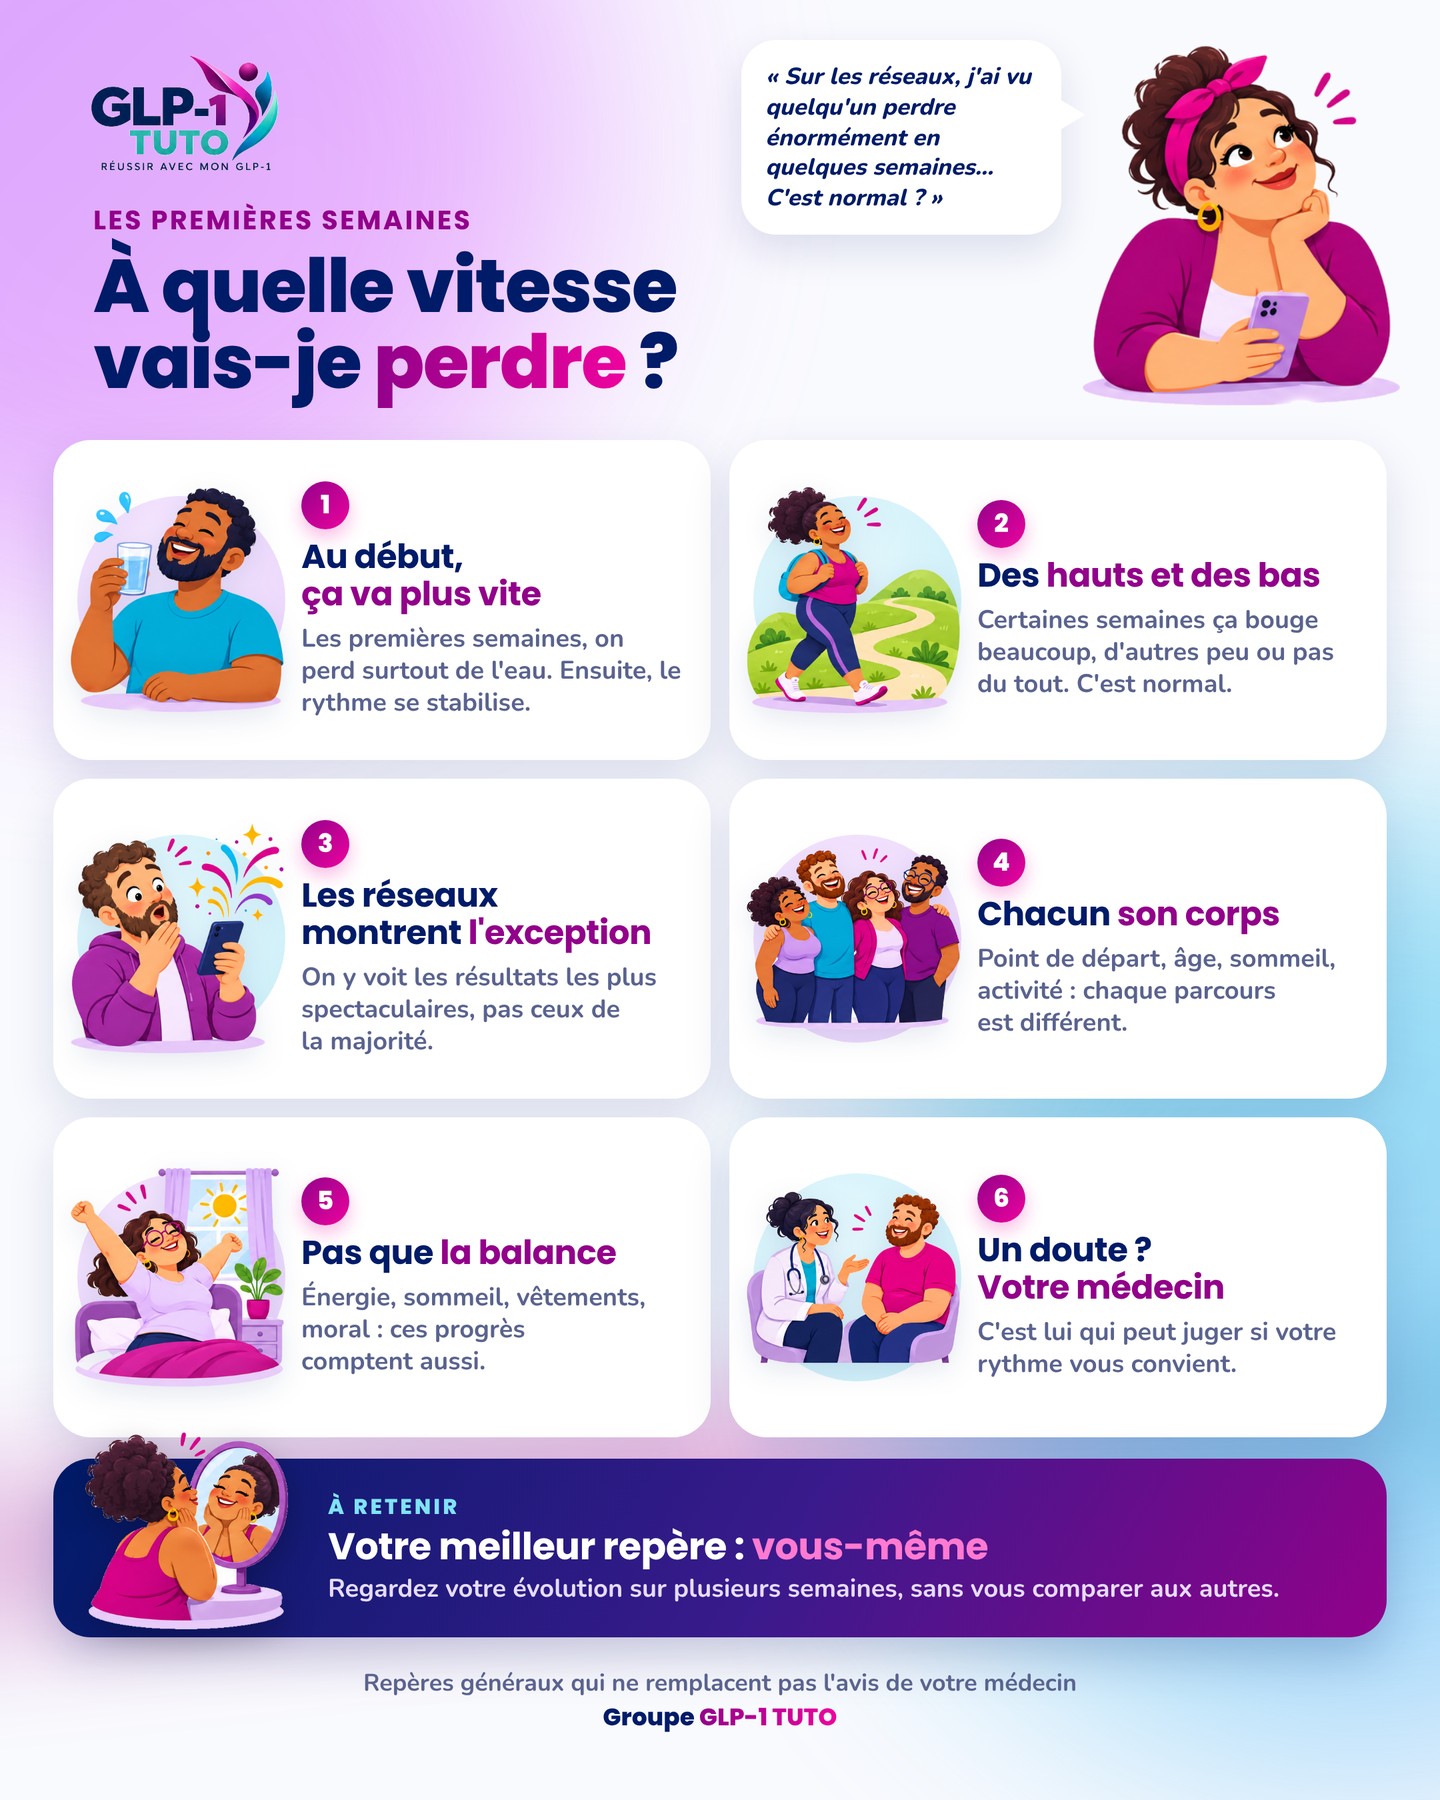 GLP-1
TUTO
RÉUSSIR AVEC MON GLP-1
LES PREMIÈRES SEMAINES
À quelle vitesse
vais-je perdre ?
« Sur les réseaux, j'ai vu
quelqu'un perdre
énormément en
quelques semaines...
C'est normal ? »
1
Au début,
ça va plus vite
Les premières semaines, on
perd surtout de l'eau. Ensuite, le
rythme se stabilise.
2
Des hauts et des bas
Certaines semaines ça bouge
beaucoup, d'autres peu ou pas
du tout. C'est normal.
3
Les réseaux
montrent l'exception
On y voit les résultats les plus
spectaculaires, pas ceux de
la majorité.
4
Chacun son corps
Point de départ, âge, sommeil,
activité : chaque parcours
est différent.
5
Pas que la balance
Énergie, sommeil, vêtements,
moral : ces progrès
comptent aussi.
6
Un doute ?
Votre médecin
C'est lui qui peut juger si votre
rythme vous convient.
À RETENIR
Votre meilleur repère : vous-même
Regardez votre évolution sur plusieurs semaines, sans vous comparer aux autres.
Repères généraux qui ne remplacent pas l'avis de votre médecin
Groupe GLP-1 TUTO